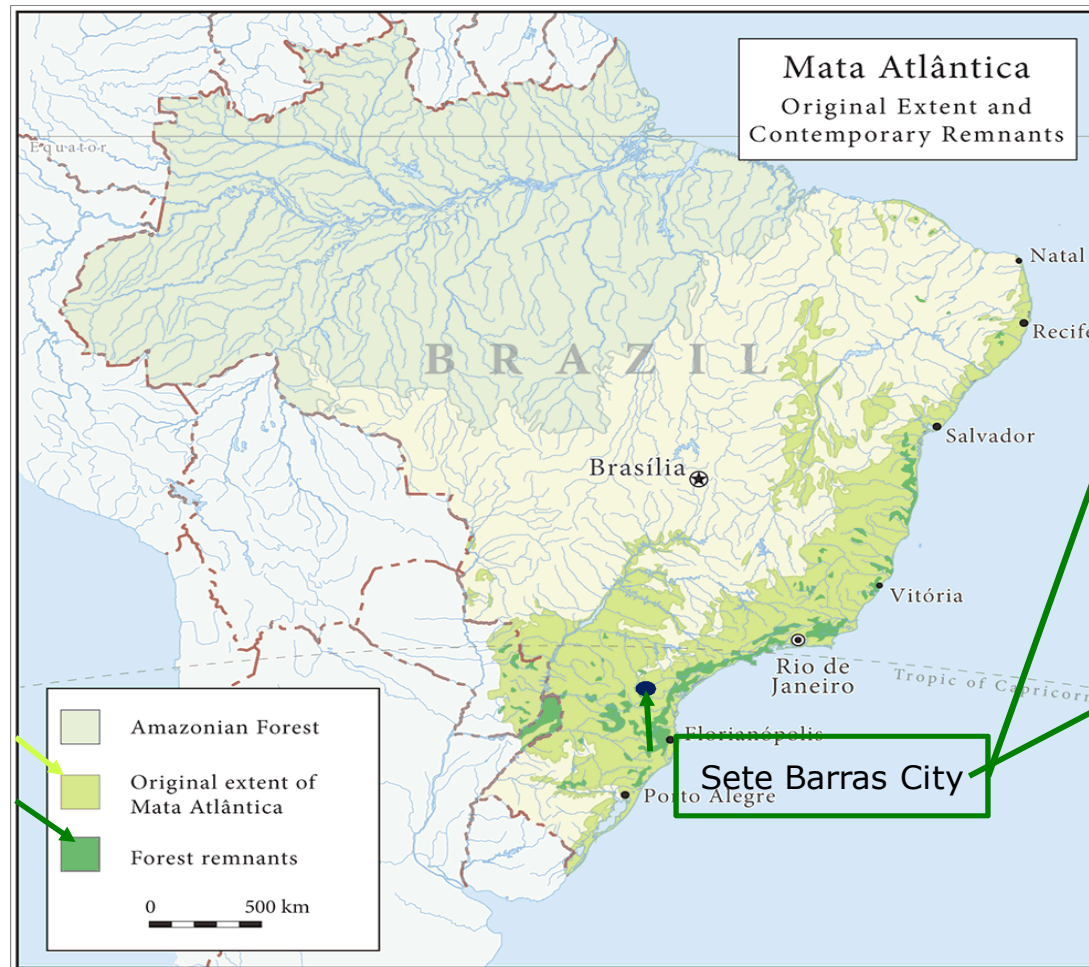 Mata Atlântica
Original Extent and
Contemporary Remnants
Equator
Natal
Recife
BRAZIL
Salvador
Brasília
Vitória
Rio de
Janeiro
Tropic of Capricorn
Florianópolis
Sete Barras City
Porto Alegre
Amazonian Forest
Original extent of
Mata Atlântica
Forest remnants
0 500 km